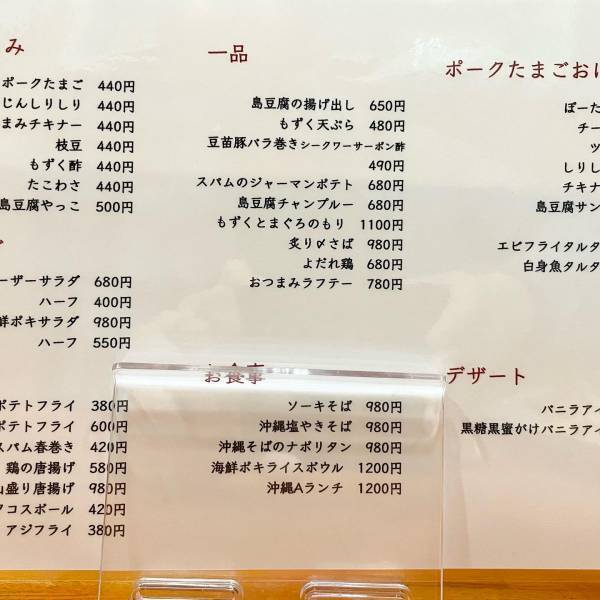 み
ポークたまご 440円
じんしりしり 440円
まみチキナー 440円
枝豆 440円
もずく酢 440円
たこわさ 440円
島豆腐やっこ 500円
ーザーサラダ 680円
ハーフ 400円
鮮ポキサラダ 980円
ハーフ 550円
ポテトフライ 380円
ポテトフライ 600円
スパム春巻き 420円
鶏の唐揚げ 580円
山盛り唐揚げ 980円
タコスボール 420円
アジフライ 380円
一品
島豆腐の揚げ出し 650円
もずく天ぷら 480円
豆苗豚バラ巻きシークワーサーポン酢
490円
スパムのジャーマンポテト 680円
島豆腐チャンプルー 680円
もずくとまぐろのもり 1100円
炙り〆さば 980円
よだれ鶏 680円
おつまみラフテー 780円
お食事
ソーキそば 980円
沖縄塩やきそば 980円
沖縄そばのナポリタン 980円
海鮮ポキライスボウル 1200円
沖縄Aランチ 1200円
ポークたまごお
ぽーた
チー
ツ
しりし
チキナ
島豆腐サン
エビフライタルタ
白身魚タルタ
デザート
バニラアイ
黒糖黒蜜がけバニラアイ